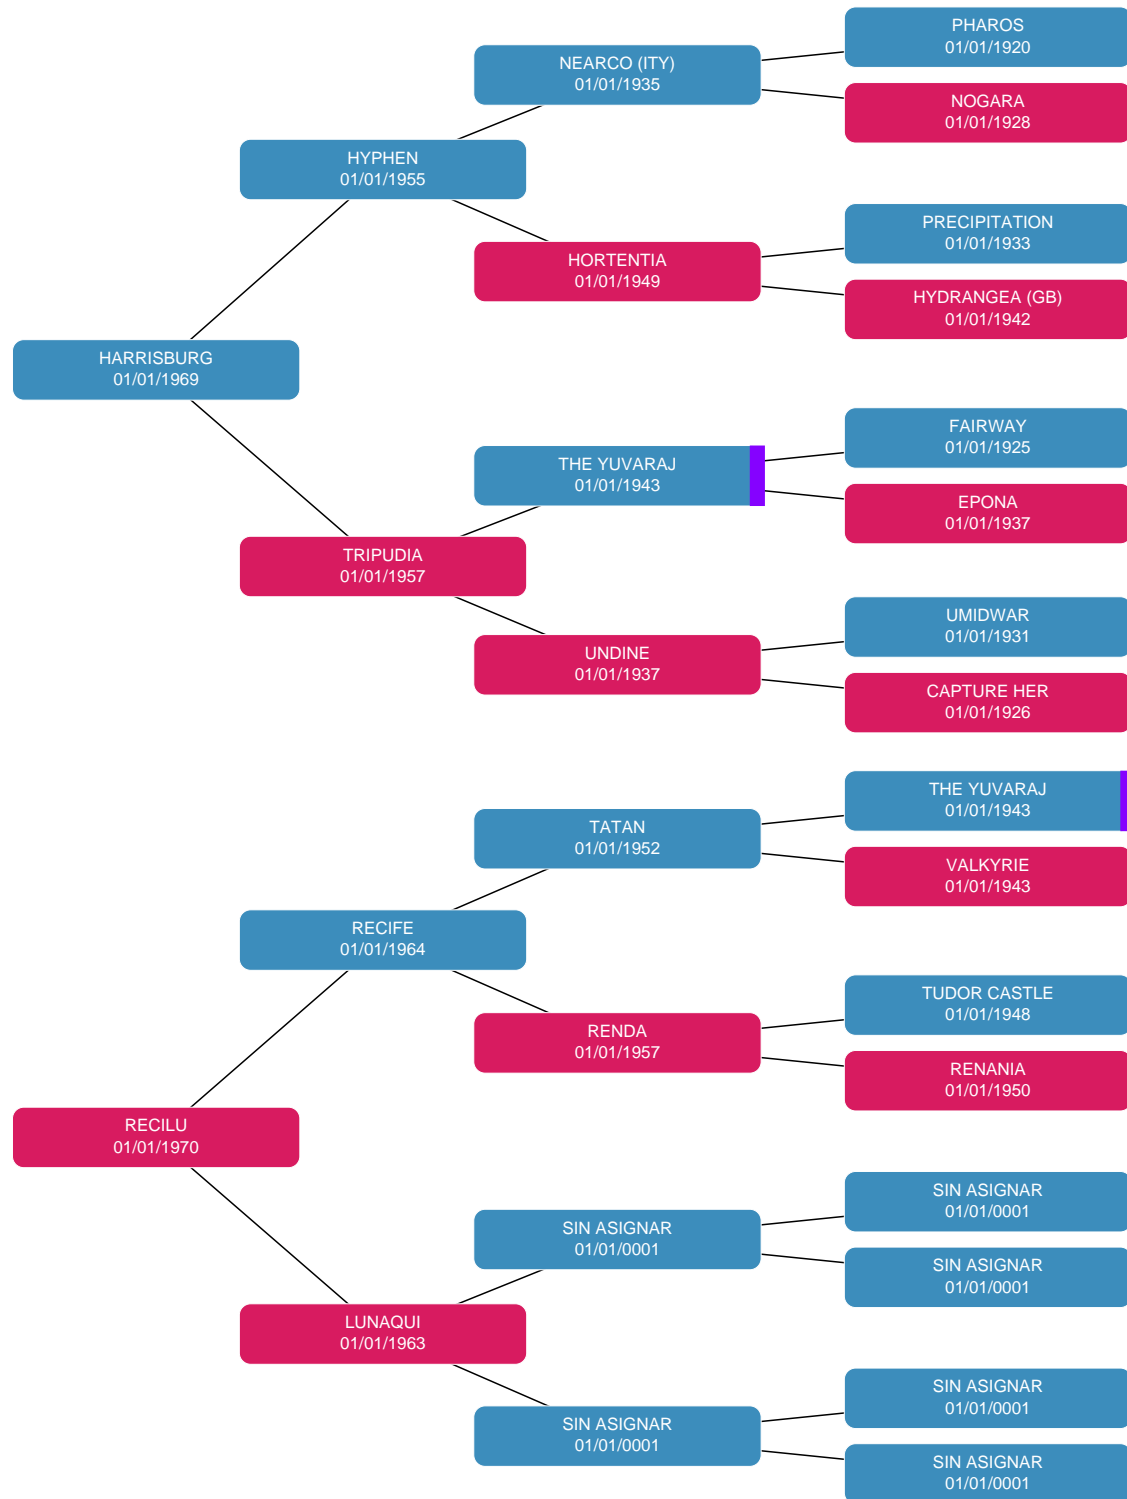 PHAROS
01/01/1920
NEARCO (ITY)
01/01/1935
NOGARA
01/01/1928
HYPHEN
01/01/1955
PRECIPITATION
01/01/1933
HORTENTIA
01/01/1949
HYDRANGEA (GB)
01/01/1942
HARRISBURG
01/01/1969
FAIRWAY
01/01/1925
THE YUVARAJ
01/01/1943
EPONA
01/01/1937
TRIPUDIA
01/01/1957
UMIDWAR
01/01/1931
UNDINE
01/01/1937
CAPTURE HER
01/01/1926
THE YUVARAJ
01/01/1943
TATAN
01/01/1952
VALKYRIE
01/01/1943
RECIFE
01/01/1964
TUDOR CASTLE
01/01/1948
RENDA
01/01/1957
RENANIA
01/01/1950
RECILU
01/01/1970
SIN ASIGNAR
01/01/0001
SIN ASIGNAR
01/01/0001
SIN ASIGNAR
01/01/0001
LUNAQUI
01/01/1963
SIN ASIGNAR
01/01/0001
SIN ASIGNAR
01/01/0001
SIN ASIGNAR
01/01/0001